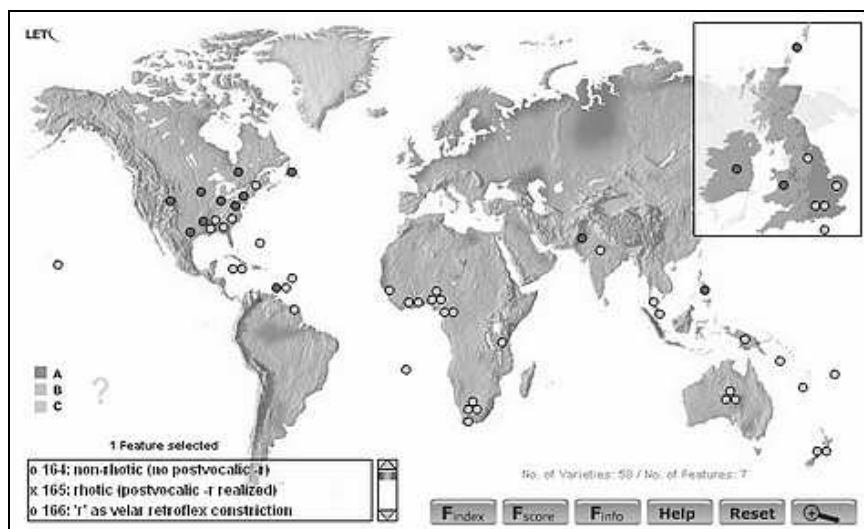 LET
A
B
?
C
1 Feature selected
o 164: non-rhotic (no postvocalic -r)
x 165: rhotic (postvocalic -r realized)
o 166: 'r' as velar retroflex constriction
No. of Varieties: 58 / No. of Features: 7
Findex
Fscore
Finfo
Help
Reset